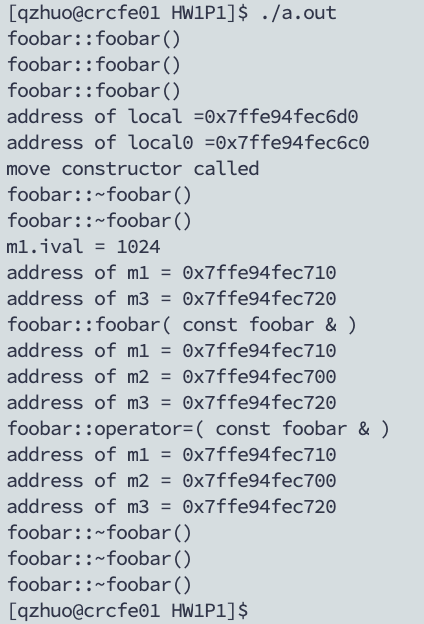 [qzhuo@crcfe01 HW1P1]$ ./a.out
foobar::foobar()
foobar::foobar()
foobar::foobar()
address of local =0x7ffe94fec6d0
address of local0 =0x7ffe94fec6c0
move constructor called
foobar::~foobar()
foobar::~foobar()
m1.ival = 1024
address of m1 = 0x7ffe94fec710
address of m3 = 0x7ffe94fec720
foobar::foobar( const foobar & )
address of m1 = 0x7ffe94fec710
address of m2 = 0x7ffe94fec700
address of m3 = 0x7ffe94fec720
foobar::operator=( const foobar & )
address of m1 = 0x7ffe94fec710
address of m2 = 0x7ffe94fec700
address of m3 = 0x7ffe94fec720
foobar::~foobar()
foobar::~foobar()
foobar::~foobar()
[qzhuo@crcfe01 HW1P1]$